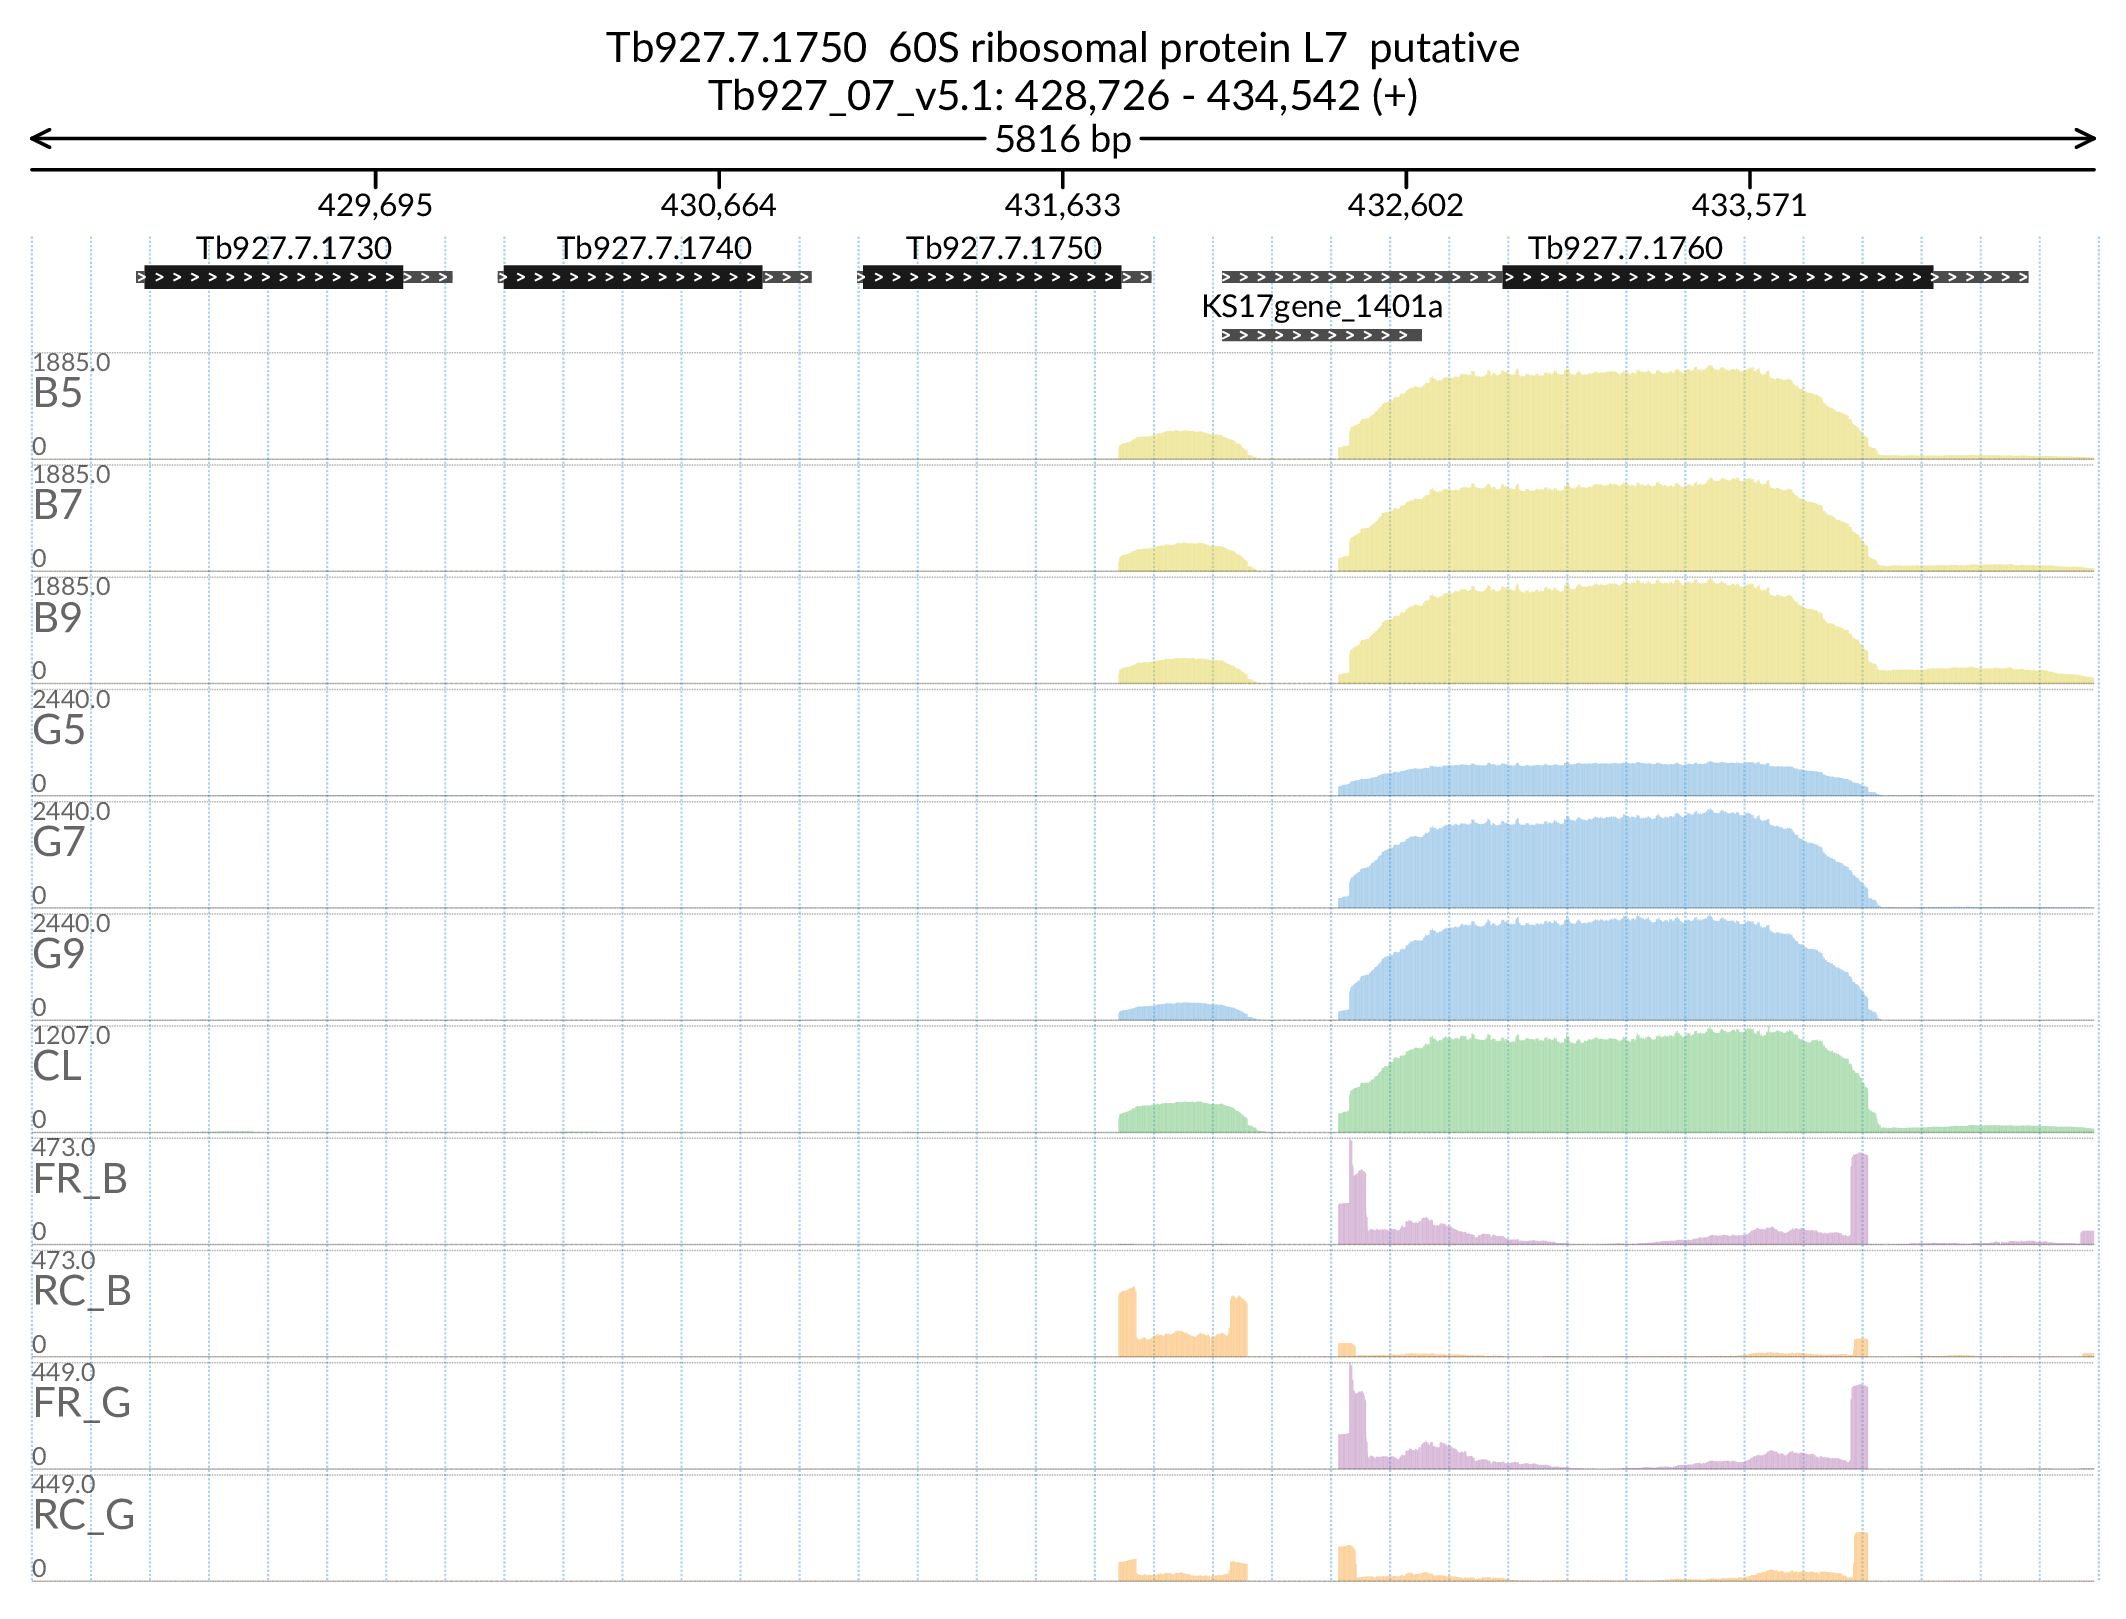 Tb927.7.1750  60S ribosomal protein L7  putative
Tb927_07_v5.1: 428,726 - 434,542 (+)
5816 bp
429,695 430,664 431,633 432,602 433,571
Tb927.7.1730 Tb927.7.1740 Tb927.7.1750 Tb927.7.1760
KS17gene_1401a
1885.0
B5
0
1885.0
B7
0
1885.0
B9
0
2440.0
G5
0
2440.0
G7
0
2440.0
G9
0
1207.0
CL
0
473.0
FR_B
0
473.0
RC_B
0
449.0
FR_G
0
449.0
RC_G
0